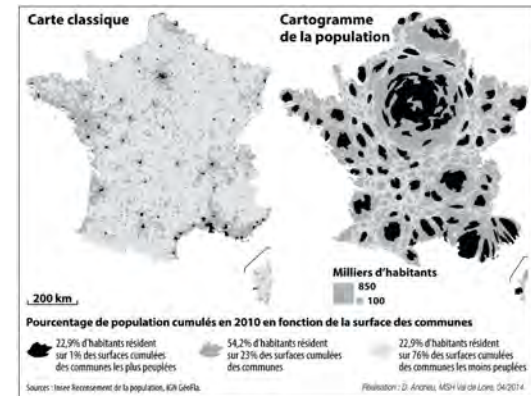 Carte classique
Cartogramme
de la population
Milliers d'habitants
850
100
200 km
Pourcentage de population cumulés en 2010 en fonction de la surface des communes
22,9% d'habitants résident
sur 1% des surfaces cumulées
des communes les plus peuplées
54,2% d'habitants résident
sur 23% des surfaces cumulées
des communes
22,9% d'habitants résident
sur 76% des surfaces cumulées
des communes les moins peuplées
Sources : Insee Recensement de la population, IGN GéoFla.
Réalisation : D. Andrieu, MSH Val de Loire, 04/2014.